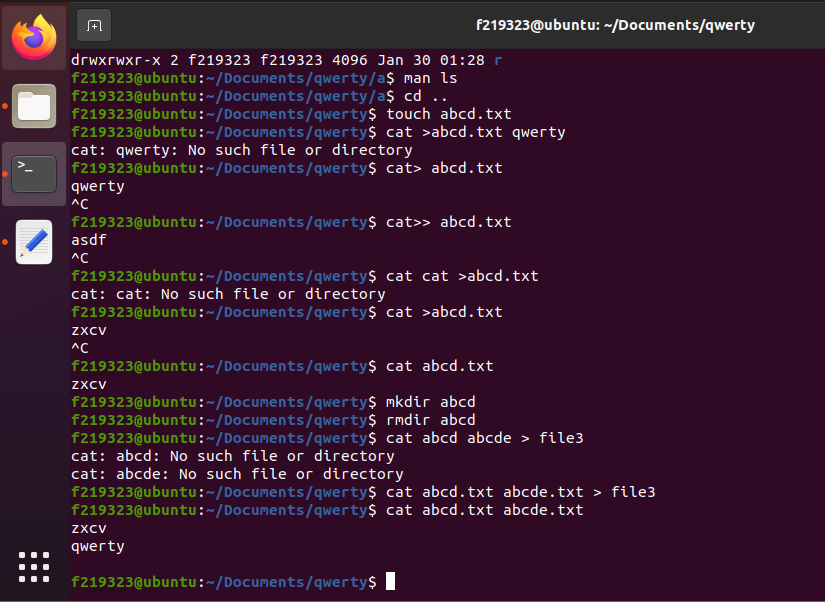 f219323@ubuntu: ~/Documents/qwerty
drwxrwxr-x 2 f219323 f219323 4096 Jan 30 01:28 r
f219323@ubuntu:~/Documents/qwerty/a$ man ls
f219323@ubuntu:~/Documents/qwerty/a$ cd ..
f219323@ubuntu:~/Documents/qwerty$ touch abcd.txt
f219323@ubuntu:~/Documents/qwerty$ cat >abcd.txt qwerty
cat: qwerty: No such file or directory
f219323@ubuntu:~/Documents/qwerty$ cat> abcd.txt
qwerty
^C
f219323@ubuntu:~/Documents/qwerty$ cat>> abcd.txt
asdf
^C
f219323@ubuntu:~/Documents/qwerty$ cat cat >abcd.txt
cat: cat: No such file or directory
f219323@ubuntu:~/Documents/qwerty$ cat >abcd.txt
zxcv
^C
f219323@ubuntu:~/Documents/qwerty$ cat abcd.txt
zxcv
f219323@ubuntu:~/Documents/qwerty$ mkdir abcd
f219323@ubuntu:~/Documents/qwerty$ rmdir abcd
f219323@ubuntu:~/Documents/qwerty$ cat abcd abcde > file3
cat: abcd: No such file or directory
cat: abcde: No such file or directory
f219323@ubuntu:~/Documents/qwerty$ cat abcd.txt abcde.txt > file3
f219323@ubuntu:~/Documents/qwerty$ cat abcd.txt abcde.txt
zxcv
qwerty
f219323@ubuntu:~/Documents/qwerty$